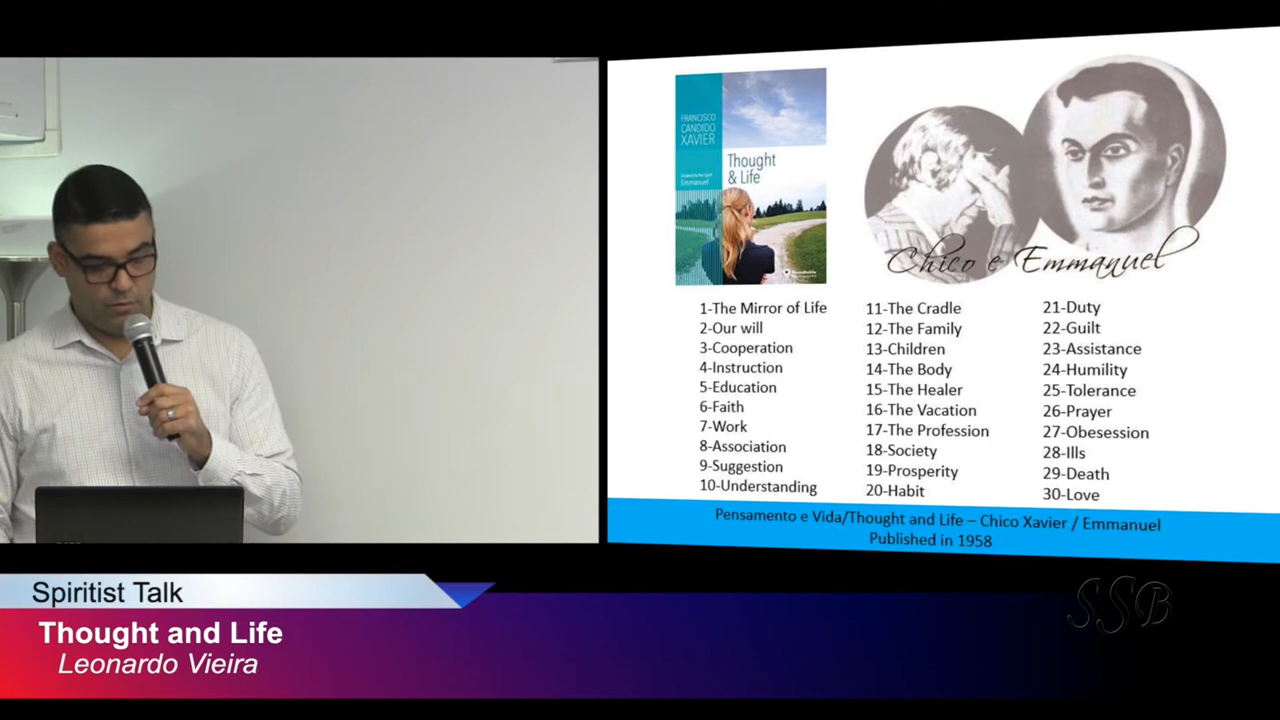 FRANCISCO
CANDIDO
XAVIER
Thought
& Life
Emmanuel
Chico e Emmanuel
1-The Mirror of Life
2-Our will
3-Cooperation
4-Instruction
5-Education
6-Faith
7-Work
8-Association
9-Suggestion
10-Understanding
11-The Cradle
12-The Family
13-Children
14-The Body
15-The Healer
16-The Vacation
17-The Profession
18-Society
19-Prosperity
20-Habit
21-Duty
22-Guilt
23-Assistance
24-Humility
25-Tolerance
26-Prayer
27-Obesession
28-Ills
29-Death
30-Love
Pensamento e Vida/Thought and Life – Chico Xavier / Emmanuel
Published in 1958
Spiritist Talk
Thought and Life
Leonardo Vieira
SSB